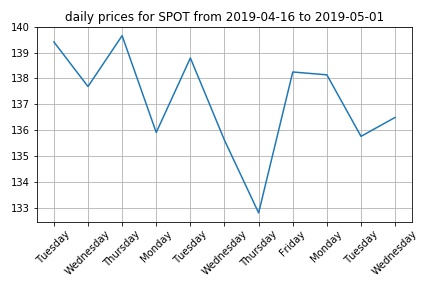 daily prices for SPOT from 2019-04-16 to 2019-05-01
140
139
138
137
136
135
134
133
Tuesday
Wednesday
Thursday
Monday
Tuesday
Wednesday
Thursday
Friday
Monday
Tuesday
Wednesday